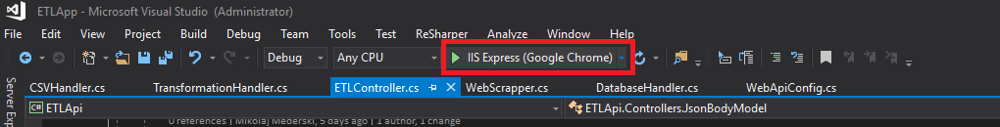 ETLApp - Microsoft Visual Studio (Administrator)
File Edit View Project Build Debug Team Tools Test ReSharper Analyze Window Help
Debug Any CPU IIS Express (Google Chrome)
Server Explorer
CSVHandler.cs TransformationHandler.cs ETLController.cs WebScrapper.cs DatabaseHandler.cs WebApiConfig.cs
C# ETLApi ETLApi.Controllers.JsonBodyModel
0 references | Mikołaj Mederski, 5 days ago | 1 author, 1 change